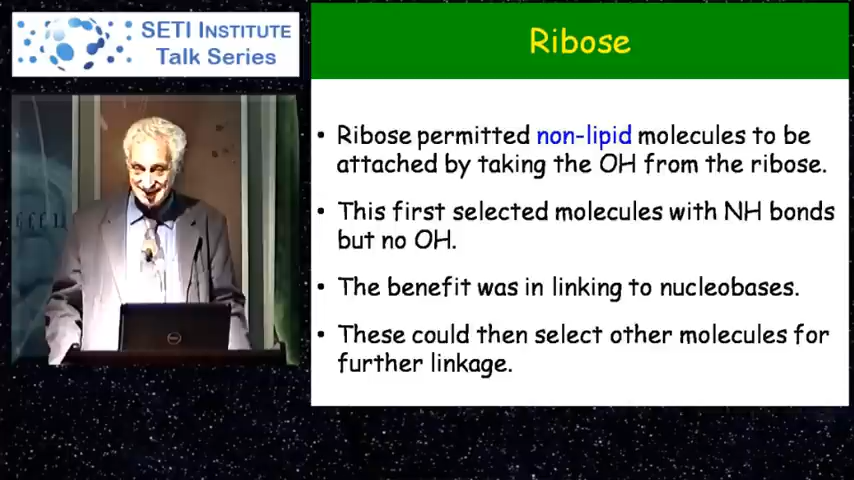 SETI INSTITUTE
Talk Series
Ribose
• Ribose permitted non-lipid molecules to be
attached by taking the OH from the ribose.
• This first selected molecules with NH bonds
but no OH.
• The benefit was in linking to nucleobases.
• These could then select other molecules for
further linkage.